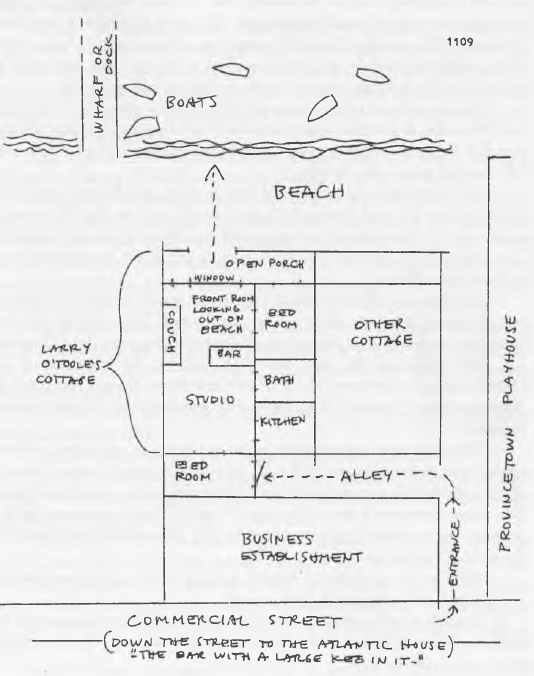 1109
WHARF OR
DOCK
BOATS
BEACH
OPEN PORCH
WINDOW
FRONT ROOM
LOOKING
OUT ON
BEACH
COUCH
BED
ROOM
OTHER
COTTAGE
BAR
LARRY
O'TOOLE'S
COTTAGE
BATH
STUDIO
KITCHEN
BED
ROOM
ALLEY
PROVINCETOWN PLAYHOUSE
BUSINESS
ESTABLISHMENT
ENTRANCE
COMMERCIAL STREET
(DOWN THE STREET TO THE ATLANTIC HOUSE)
"THE BAR WITH A LARGE KEG IN IT-"